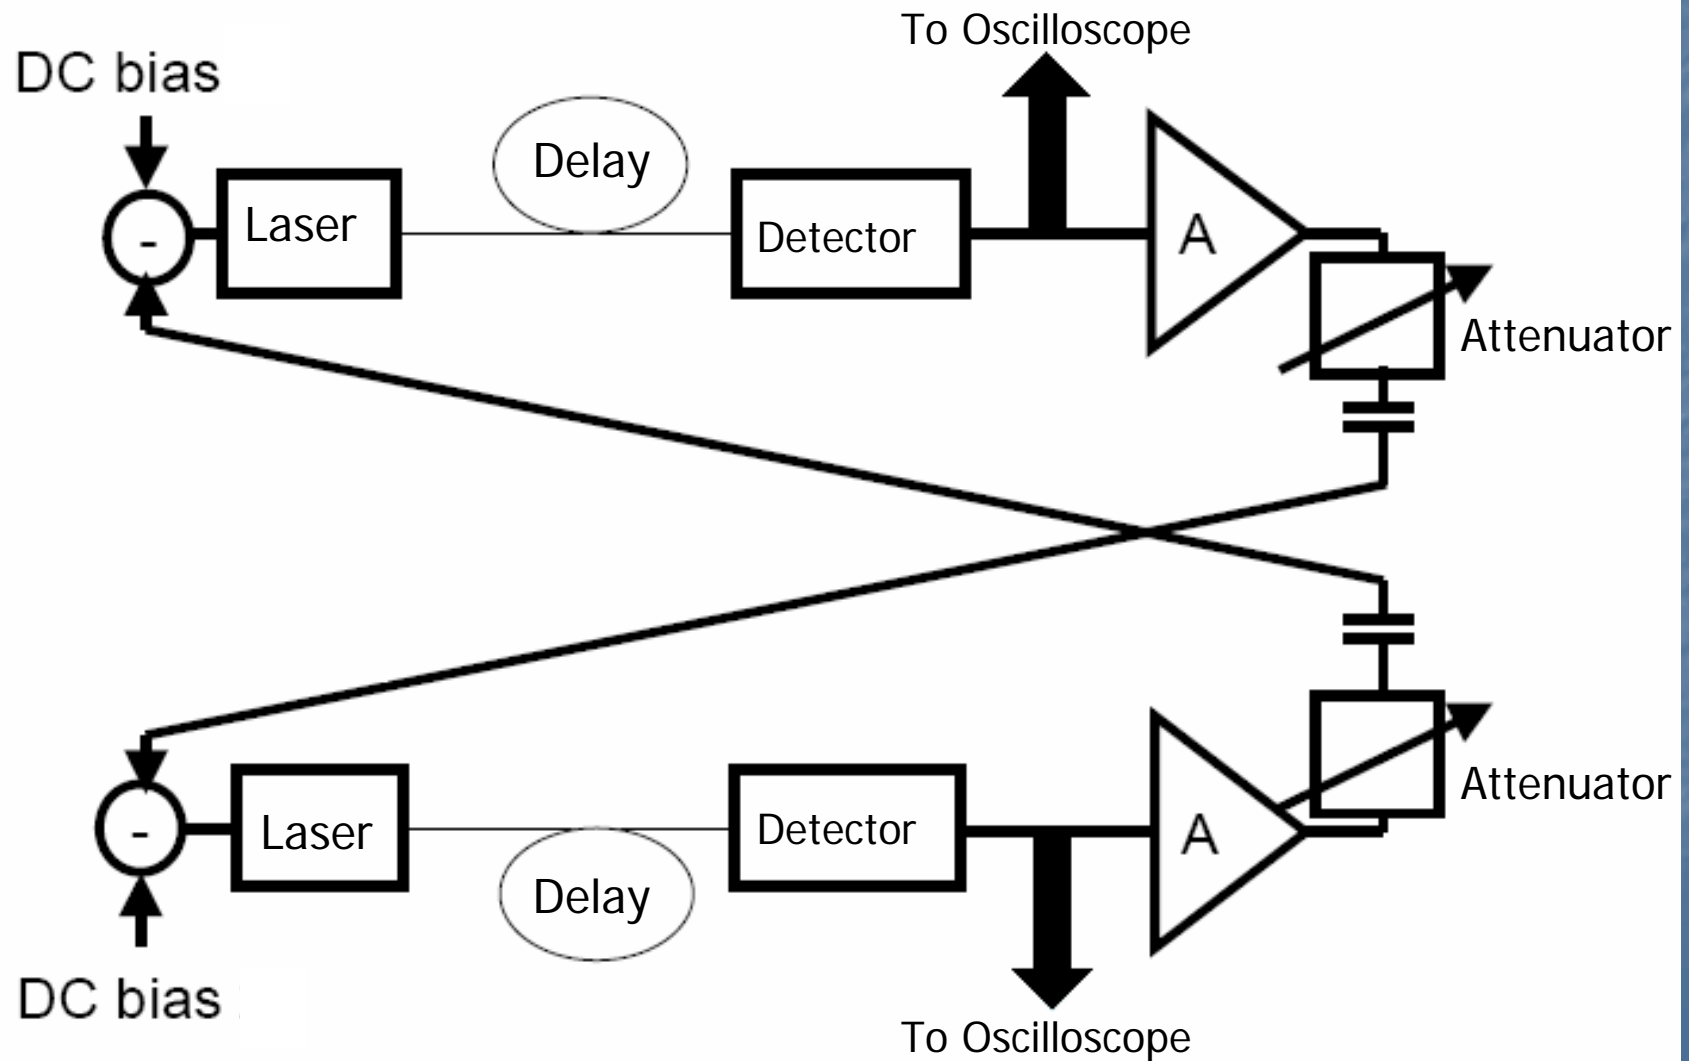 To Oscilloscope
DC bias
Delay
Laser
Detector
A
-
Attenuator
Attenuator
Laser
Detector
A
-
Delay
DC bias
To Oscilloscope